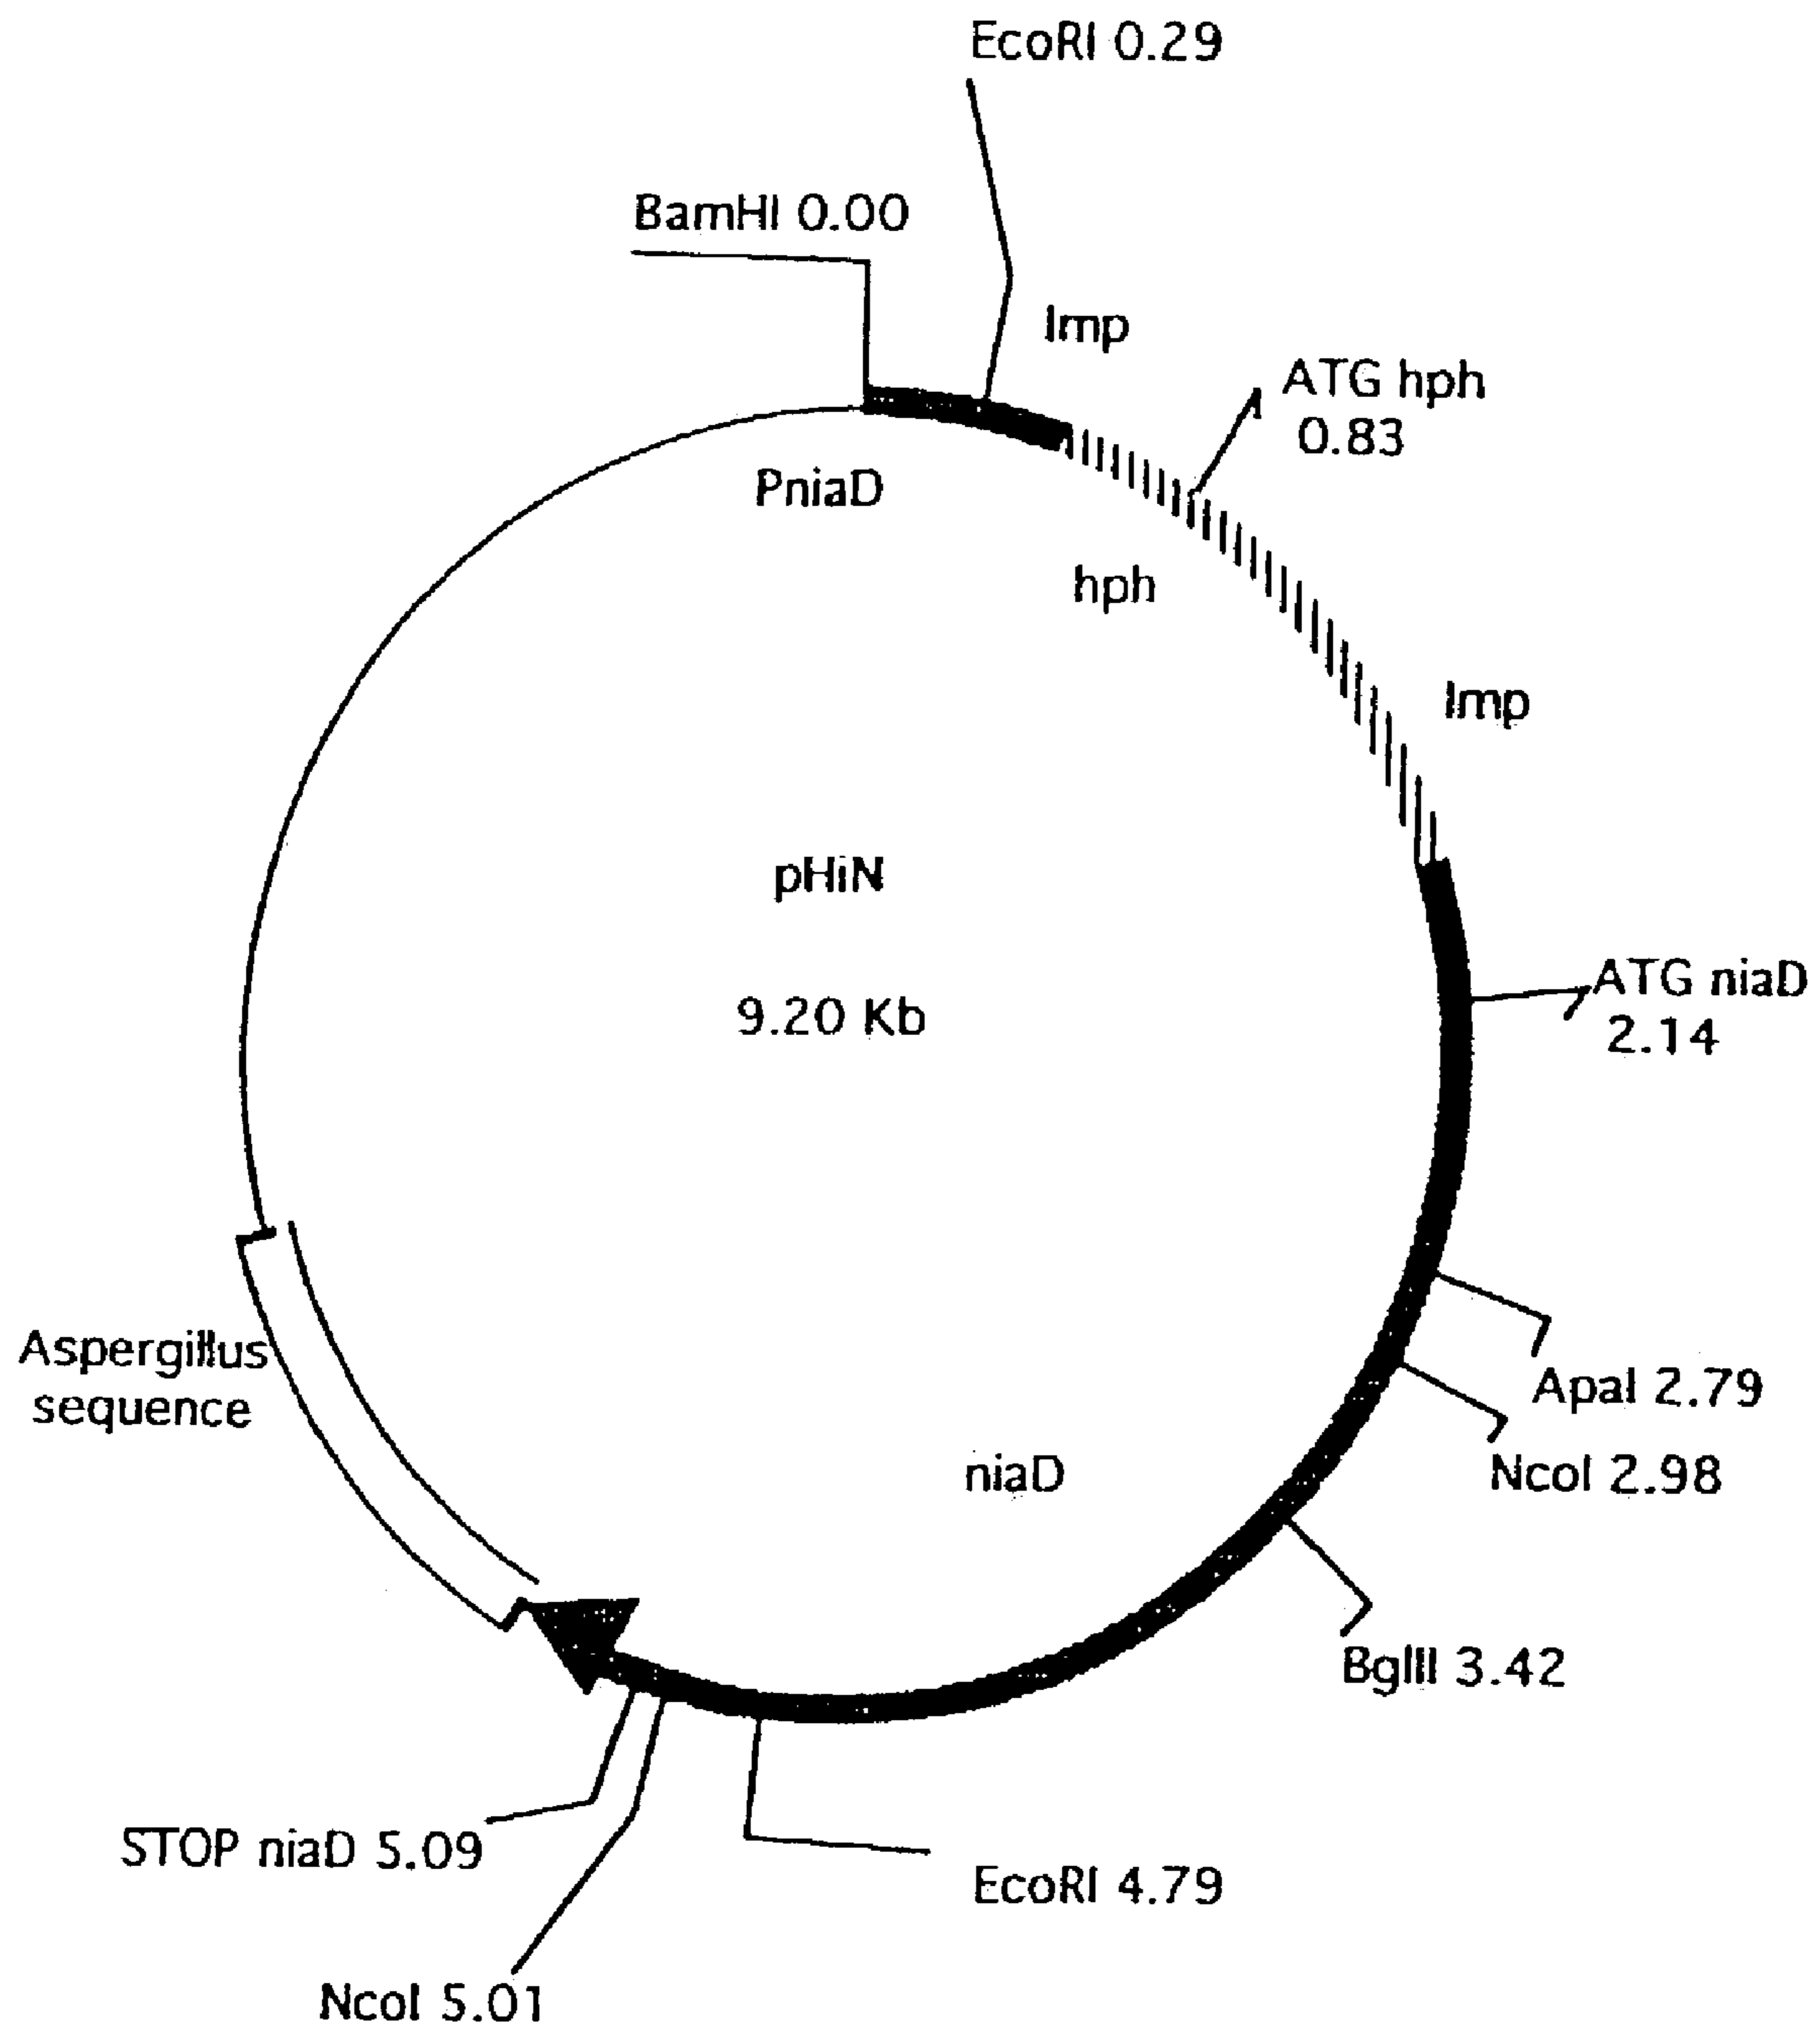 EcoRI 0.29
BamHI 0.00
Imp
ATG hph
0.83
PniaD
hph
Imp
pHiN
9.20 Kb
ATG niaD
2.14
Aspergillus
sequence
ApaI 2.79
NcoI 2.98
niaD
BglII 3.42
STOP niaD 5.09
EcoRI 4.79
NcoI 5.01